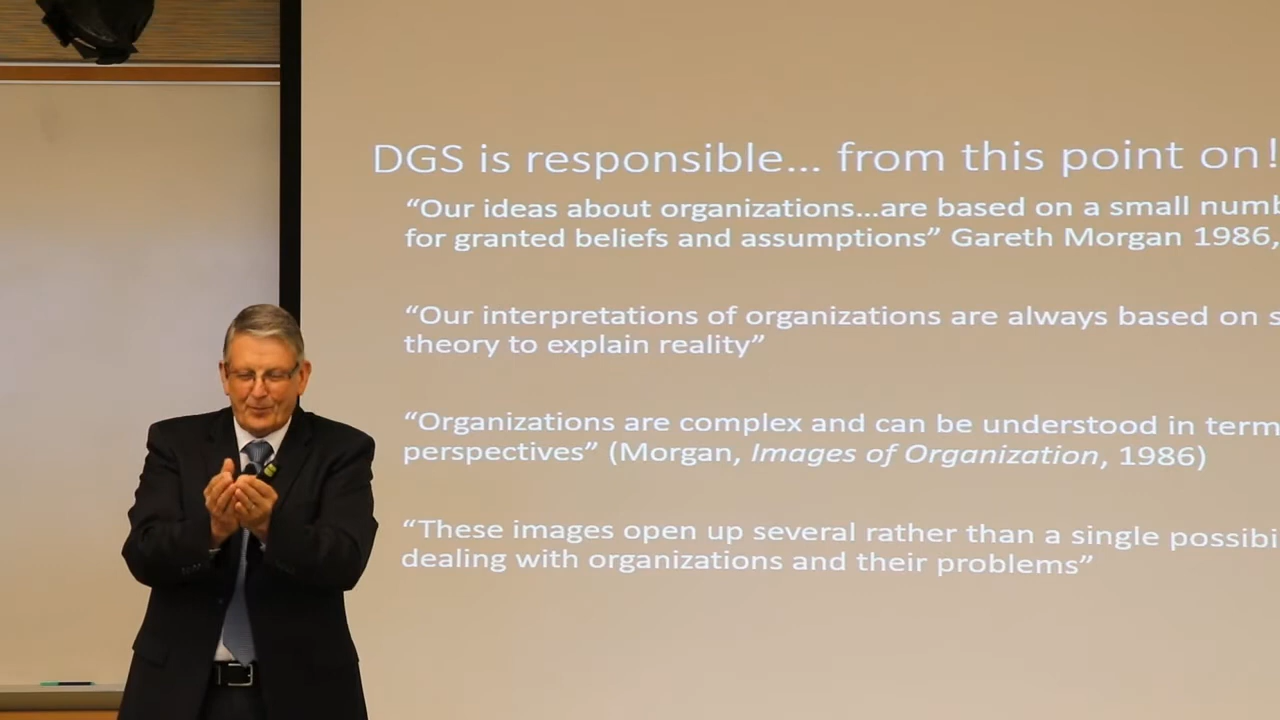 DGS is responsible... from this point on!
“Our ideas about organizations...are based on a small
for granted beliefs and assumptions” Gareth Morgan 1986,
“Our interpretations of organizations are always based on
theory to explain reality”
“Organizations are complex and can be understood in
perspectives” (Morgan, Images of Organization, 1986)
“These images open up several rather than a single
dealing with organizations and their problems”